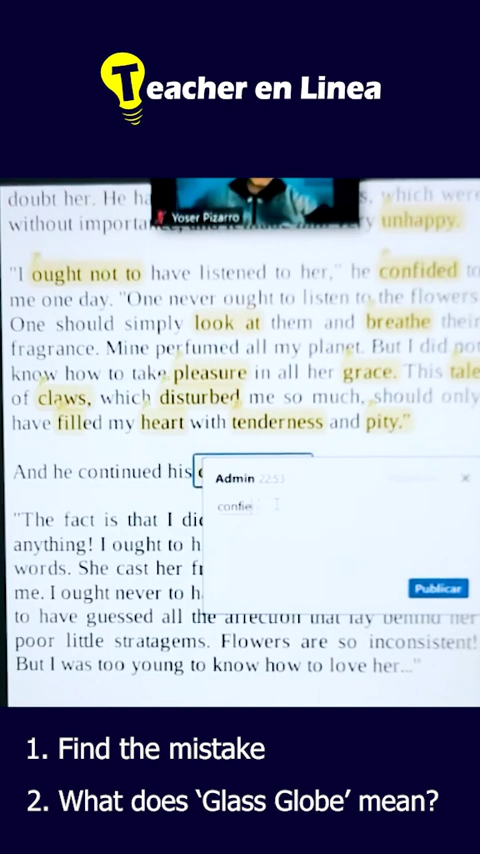 Teacher en Linea
doubt her. He ha s, which were
without importa very unhappy.
Yoser Pizarro
"I ought not to have listened to her," he confided to
me one day. "One never ought to listen to the flowers
One should simply look at them and breathe their
fragrance. Mine perfumed all my planet. But I did not
know how to take pleasure in all her grace. This tale
of claws, which disturbed me so much, should only
have filled my heart with tenderness and pity."
And he continued his
Admin 22:53
confie
Publicar
"The fact is that I did
anything! I ought to h
words. She cast her fr
me. I ought never to h
to have guessed all the affection that lay behind her
poor little stratagems. Flowers are so inconsistent!
But I was too young to know how to love her..."
1. Find the mistake
2. What does ‘Glass Globe’ mean?